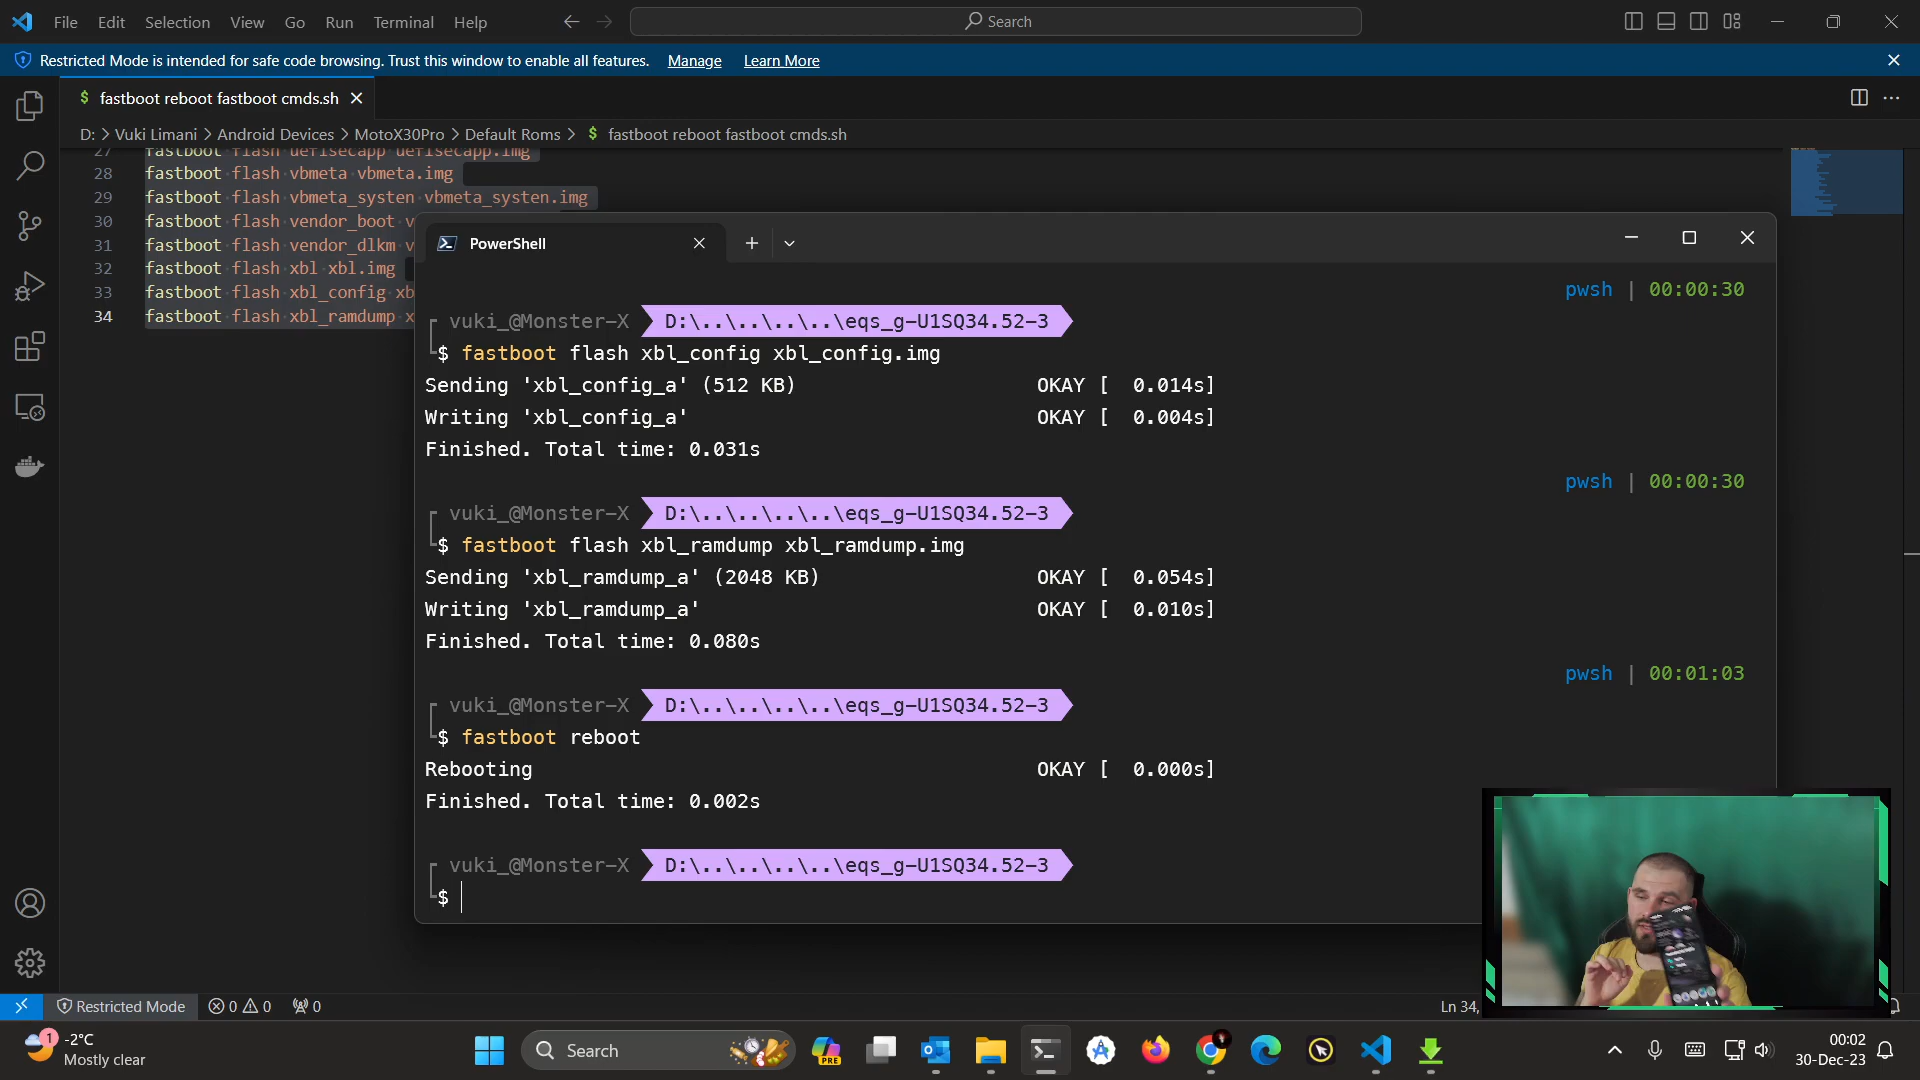 File Edit Selection View Go Run Terminal Help
Search
Restricted Mode is intended for safe code browsing. Trust this window to enable all features. Manage Learn More
$ fastboot reboot fastboot cmds.sh
D: > Vuki Limani > Android Devices > MotoX30Pro > Default Roms > $ fastboot reboot fastboot cmds.sh
27 fastboot flash uefisecapp uefisecapp.img
28 fastboot flash vbmeta vbmeta.img
29 fastboot flash vbmeta_systen vbmeta_systen.img
30 fastboot flash vendor_boot v
31 fastboot flash vendor_dlkm v
32 fastboot flash xbl xbl.img
33 fastboot flash xbl_config xb
34 fastboot flash xbl_ramdump x
PowerShell
pwsh | 00:00:30
vuki_@Monster-X D:\..\..\..\..\eqs_g-U1SQ34.52-3
$ fastboot flash xbl_config xbl_config.img
Sending 'xbl_config_a' (512 KB) OKAY [ 0.014s]
Writing 'xbl_config_a' OKAY [ 0.004s]
Finished. Total time: 0.031s
pwsh | 00:00:30
vuki_@Monster-X D:\..\..\..\..\eqs_g-U1SQ34.52-3
$ fastboot flash xbl_ramdump xbl_ramdump.img
Sending 'xbl_ramdump_a' (2048 KB) OKAY [ 0.054s]
Writing 'xbl_ramdump_a' OKAY [ 0.010s]
Finished. Total time: 0.080s
pwsh | 00:01:03
vuki_@Monster-X D:\..\..\..\..\eqs_g-U1SQ34.52-3
$ fastboot reboot
Rebooting OKAY [ 0.000s]
Finished. Total time: 0.002s
vuki_@Monster-X D:\..\..\..\..\eqs_g-U1SQ34.52-3
$
Restricted Mode 0 0 0
Ln 34,
1 -2°C
Mostly clear
Search
PRE
00:02
30-Dec-23